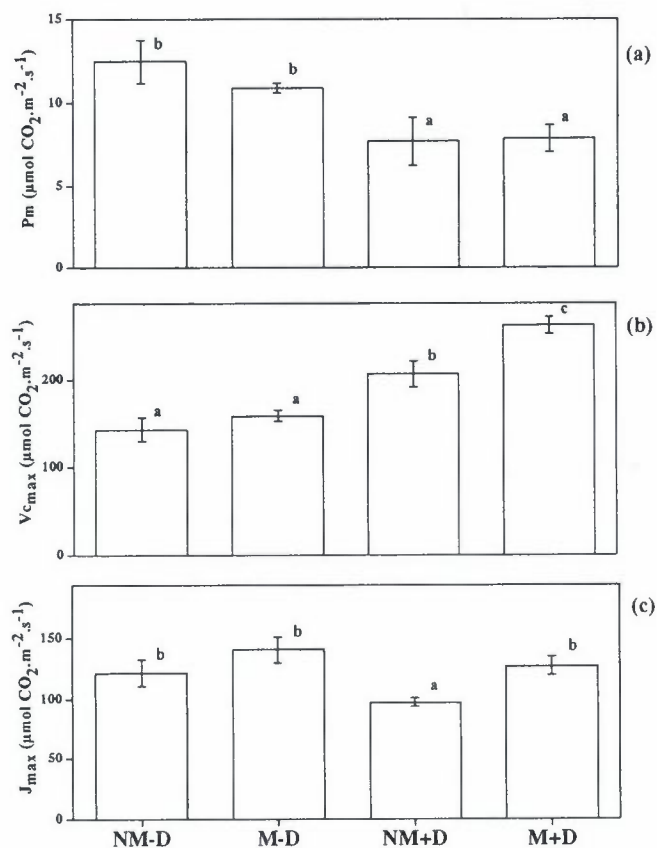 (a)
Pm (µmol CO2.m-2.s-1)
15
10
5
0
b
b
a
a
(b)
Vcmax (µmol CO2.m-2.s-1)
200
100
0
a
a
b
c
(c)
Jmax (µmol CO2.m-2.s-1)
150
100
50
0
b
b
a
b
NM-D M-D NM+D M+D